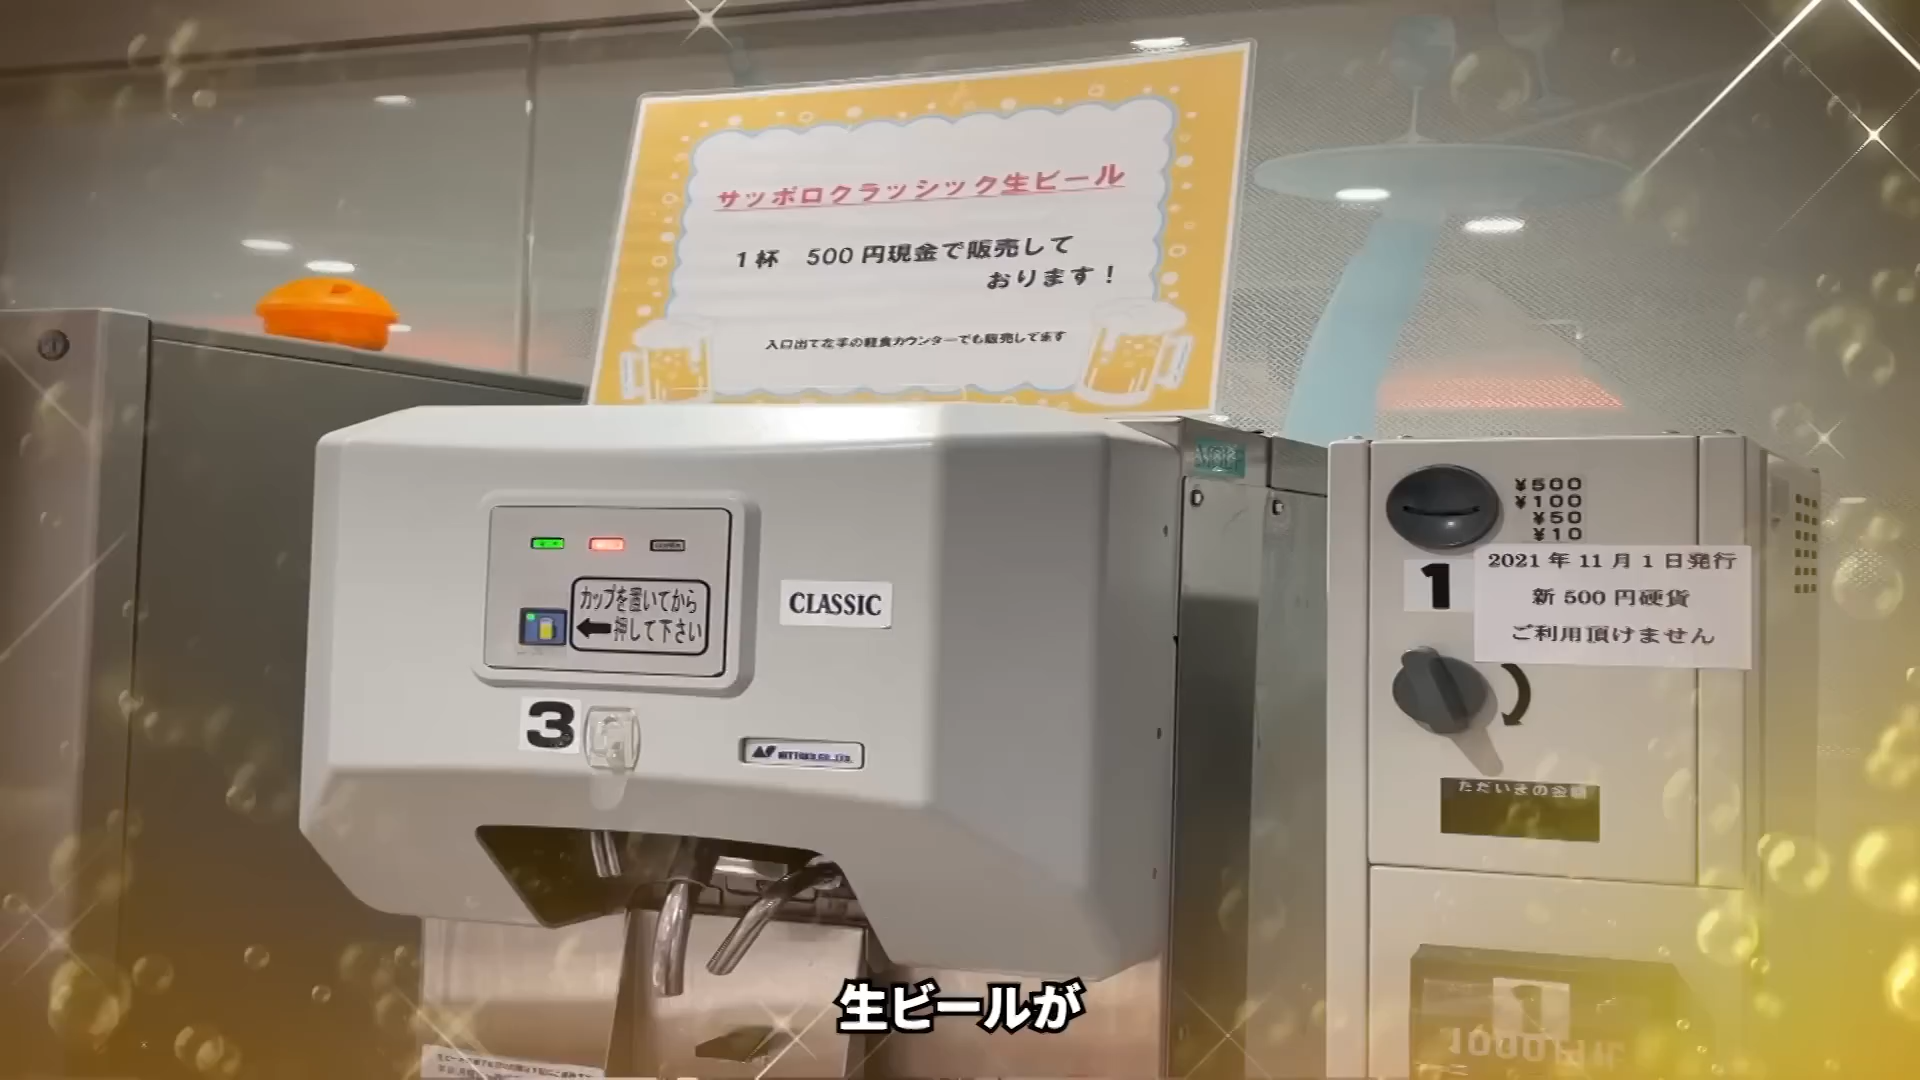 サッポロクラッシック生ビール
1杯　500円現金で販売して
おります！
入口出て左手の軽食カウンターでも販売してます
カップを置いてから
押して下さい
CLASSIC
3
¥500
¥100
¥50
¥10
1
2021年11月1日発行
新500円硬貨
ご利用頂けません
ただいまの金額
生ビールが